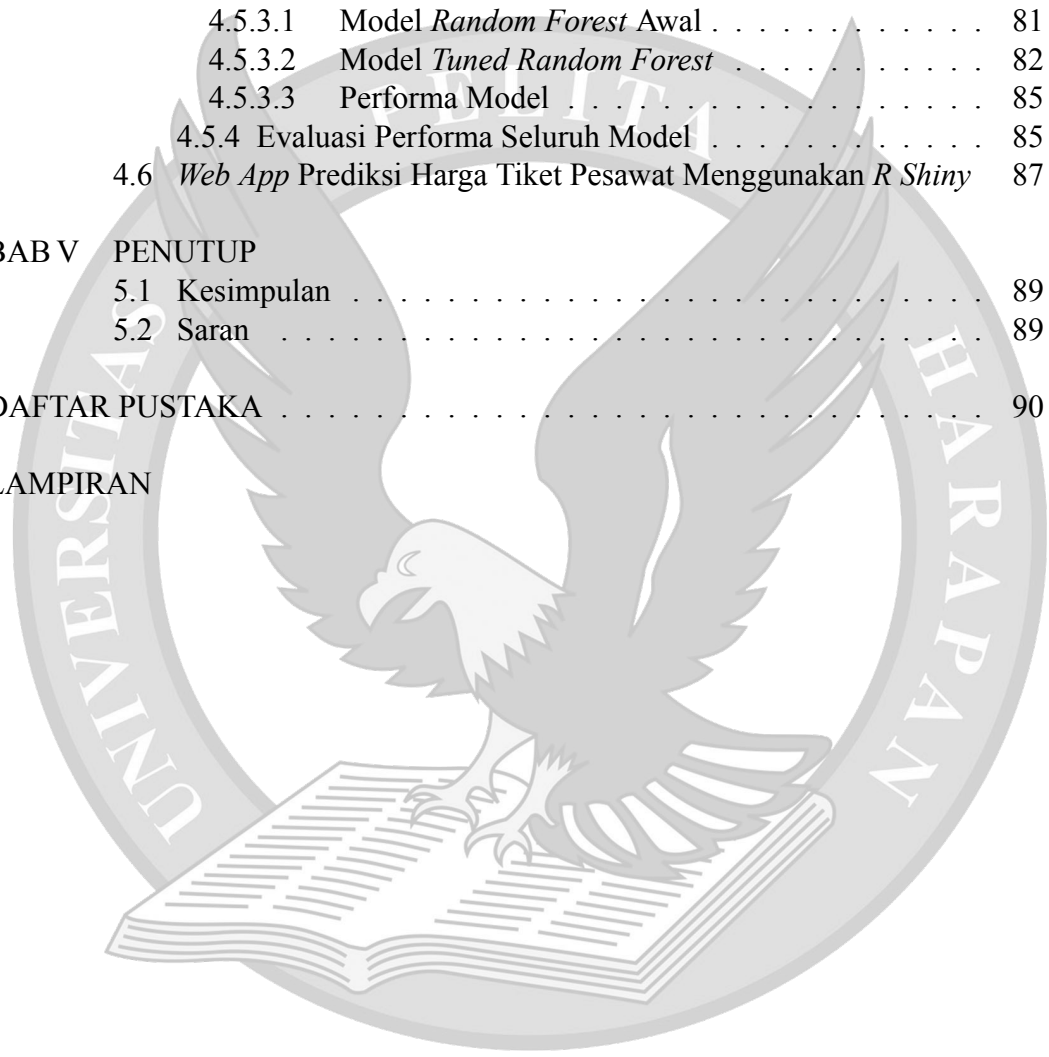 4.5.3.1 Model Random Forest Awal . . . . . . . . . . . . 81
4.5.3.2 Model Tuned Random Forest . . . . . . . . . . . 82
4.5.3.3 Performa Model . . . . . . . . . . . . . . . . . . 85
4.5.4 Evaluasi Performa Seluruh Model . . . . . . . . . . . . 85
4.6 Web App Prediksi Harga Tiket Pesawat Menggunakan R Shiny 87
BAB V PENUTUP
5.1 Kesimpulan . . . . . . . . . . . . . . . . . . . . . . . . . . . 89
5.2 Saran . . . . . . . . . . . . . . . . . . . . . . . . . . . . . . 89
DAFTAR PUSTAKA . . . . . . . . . . . . . . . . . . . . . . . . . . . . . . 90
LAMPIRAN
UNIVERSITAS PELITA HARAPAN